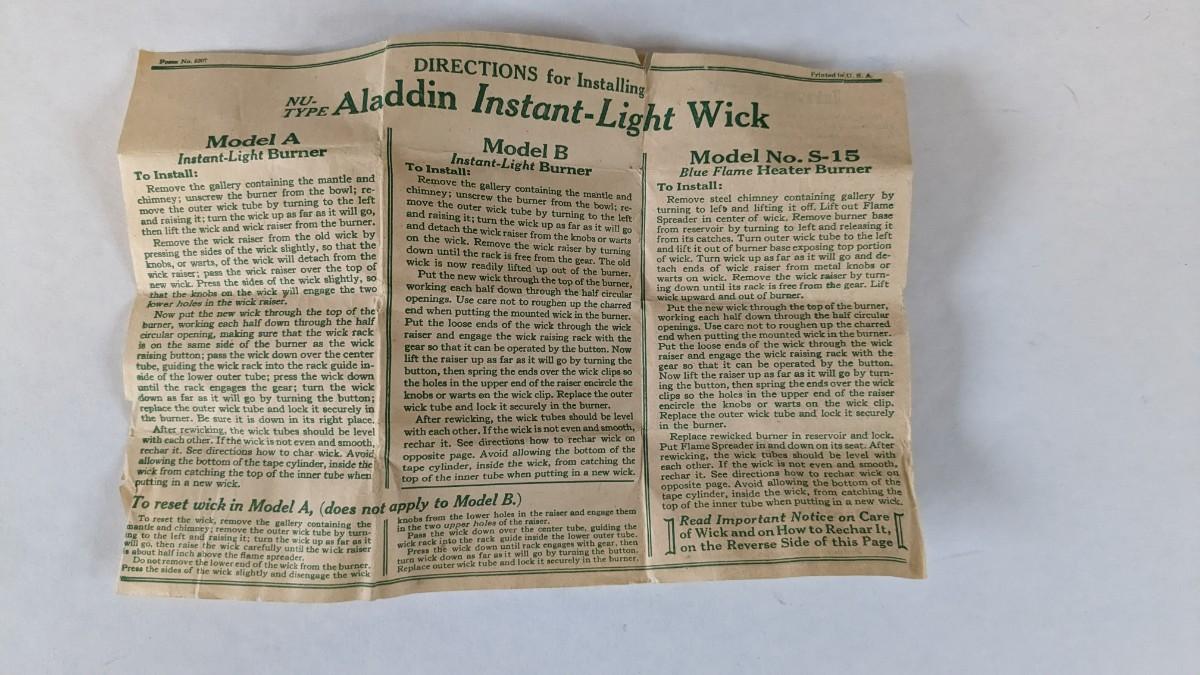 Form No. 5207
Printed in U. S. A.
DIRECTIONS for Installing
NU-TYPE Aladdin Instant-Light Wick
Model A
Instant-Light Burner
To Install:
Remove the gallery containing the mantle and
chimney; unscrew the burner from the bowl; re-
move the outer wick tube by turning to the left
and raising it; turn the wick up as far as it will go,
then lift the wick and wick raiser from the burner.
Remove the wick raiser from the old wick by
pressing the sides of the wick slightly, so that the
knobs, or warts, of the wick will detach from the
wick raiser; pass the wick raiser over the top of
new wick. Press the sides of the wick slightly, so
that the knobs on the wick will engage the two
lower holes in the wick raiser.
Now put the new wick through the top of the
burner, working each half down through the half
circular opening, making sure that the wick rack
is on the same side of the burner as the wick
raising button; pass the wick down over the center
tube, guiding the wick rack into the rack guide in-
side of the lower outer tube; press the wick down
until the rack engages the gear; turn the wick
down as far as it will go by turning the button;
replace the outer wick tube and lock it securely in
the burner. Be sure it is down in its right place.
After rewicking, the wick tubes should be level
with each other. If the wick is not even and smooth,
rechar it. See directions how to char wick. Avoid
allowing the bottom of the tape cylinder, inside the
wick from catching the top of the inner tube when
putting in a new wick.
Model B
Instant-Light Burner
To Install:
Remove the gallery containing the mantle and
chimney; unscrew the burner from the bowl; re-
move the outer wick tube by turning to the left
and raising it; turn the wick up as far as it will go
and detach the wick raiser from the knobs or warts
on the wick. Remove the wick raiser by turning
down until the rack is free from the gear. The old
wick is now readily lifted up out of the burner.
Put the new wick through the top of the burner,
working each half down through the half circular
openings. Use care not to roughen up the charred
end when putting the mounted wick in the burner.
Put the loose ends of the wick through the wick
raiser and engage the wick raising rack with the
gear so that it can be operated by the button. Now
lift the raiser up as far as it will go by turning the
button, then spring the ends over the wick clips so
the holes in the upper end of the raiser encircle the
knobs or warts on the wick clip. Replace the outer
wick tube and lock it securely in the burner.
After rewicking, the wick tubes should be level
with each other. If the wick is not even and smooth,
rechar it. See directions how to rechar wick on
opposite page. Avoid allowing the bottom of the
tape cylinder, inside the wick, from catching the
top of the inner tube when putting in a new wick.
Model No. S-15
Blue Flame Heater Burner
To Install:
Remove steel chimney containing gallery by
turning to left and lifting it off. Lift out Flame
Spreader in center of wick. Remove burner base
from reservoir by turning to left and releasing it
from its catches. Turn outer wick tube to the left
and lift it out of burner base exposing top portion
of wick. Turn wick up as far as it will go and de-
tach ends of wick raiser from metal knobs or
warts on wick. Remove the wick raiser by turn-
ing down until its rack is free from the gear. Lift
wick upward and out of burner.
Put the new wick through the top of the burner,
working each half down through the half circular
openings. Use care not to roughen up the charred
end when putting the mounted wick in the burner.
Put the loose ends of the wick through the wick
raiser and engage the wick raising rack with the
gear so that it can be operated by the button.
Now lift the raiser up as far as it will go by turn-
ing the button, then spring the ends over the wick
clips so the holes in the upper end of the raiser
encircle the knobs or warts on the wick clip.
Replace the outer wick tube and lock it securely
in the burner.
Replace rewicked burner in reservoir and lock.
Put Flame Spreader in and down on its seat. After
rewicking, the wick tubes should be level with
each other. If the wick is not even and smooth,
rechar it. See directions how to rechar wick on
opposite page. Avoid allowing the bottom of the
tape cylinder, inside the wick, from catching the
top of the inner tube when putting in a new wick.
To reset wick in Model A, (does not apply to Model B.)
To reset the wick, remove the gallery containing the
mantle and chimney; remove the outer wick tube by turn-
ing to the left and raising it; turn the wick up as far as it
will go, then raise the wick carefully until the wick raiser
is about half inch above the flame spreader.
Do not remove the lower end of the wick from the burner.
Press the sides of the wick slightly and disengage the wick
knobs from the lower holes in the raiser and engage them
in the two upper holes of the raiser.
Pass the wick down over the center tube, guiding the
wick rack into the rack guide inside the lower outer tube.
Press the wick down until rack engages with gear, then
turn wick down as far as it will go by turning the button.
Replace outer wick tube and lock it securely in the burner.
Read Important Notice on Care
of Wick and on How to Rechar It,
on the Reverse Side of this Page